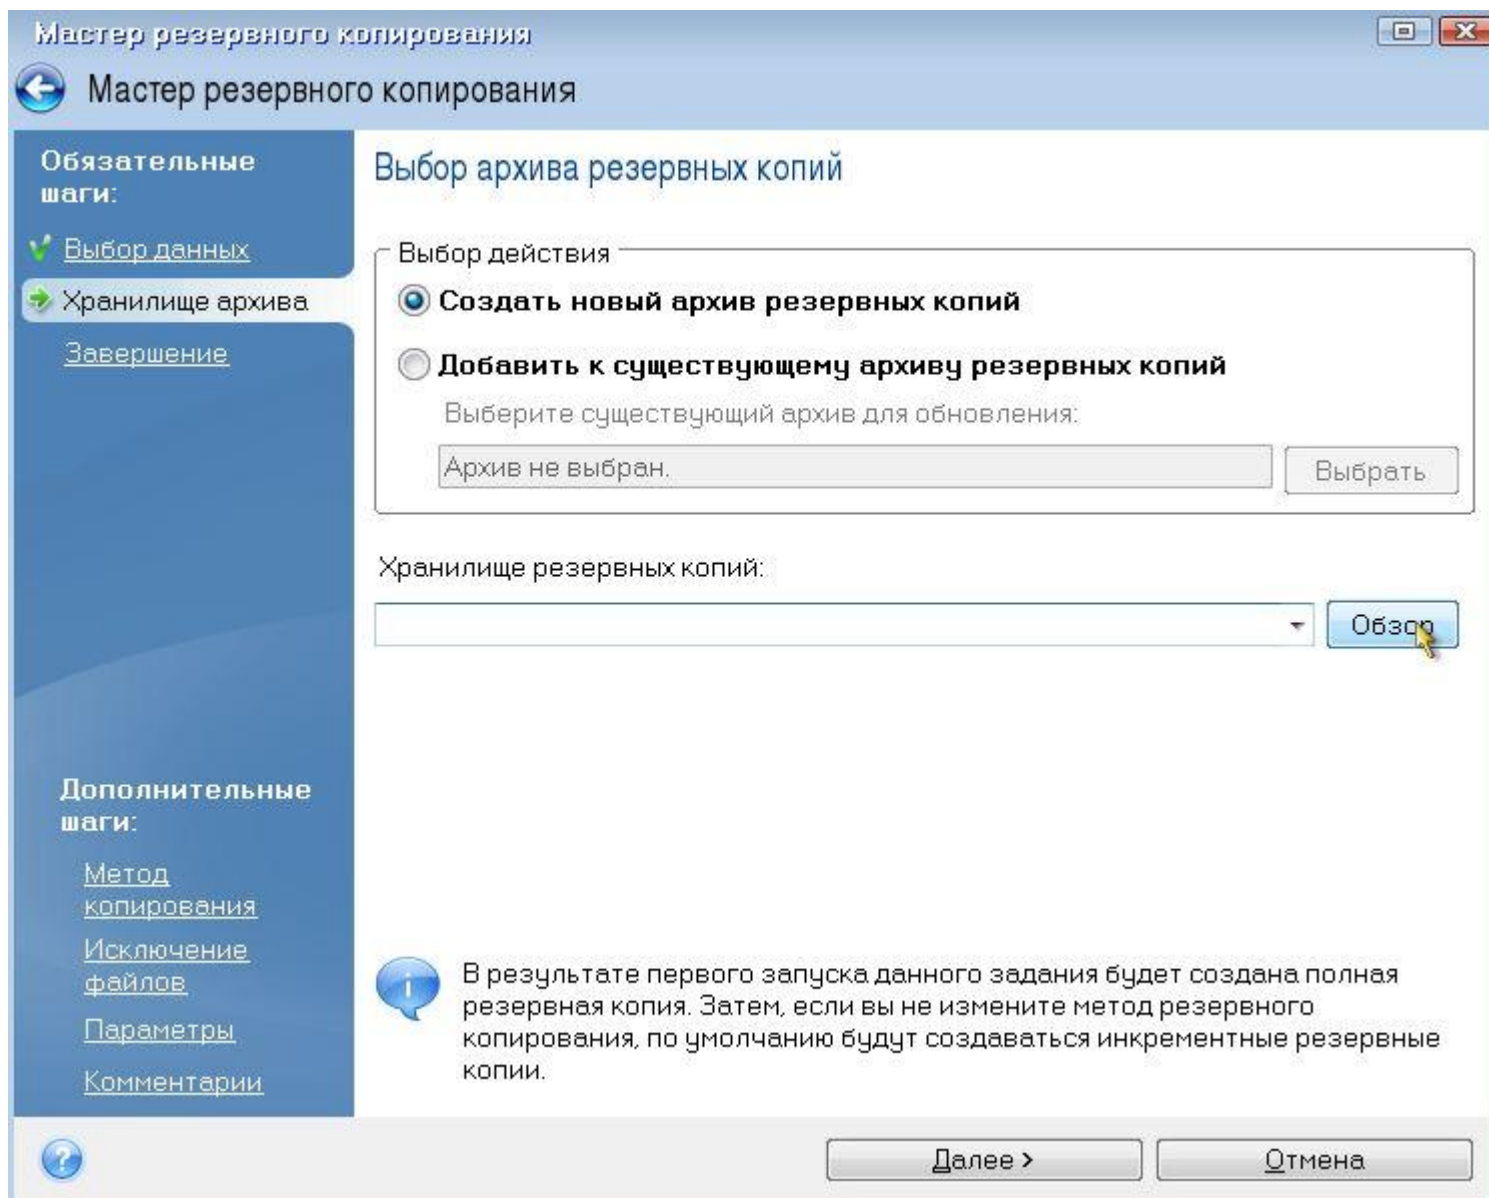 Мастер резервного копирования
Мастер резервного копирования
Обязательные
шаги:
Выбор данных
Хранилище архива
Завершение
Дополнительные
шаги:
Метод
копирования
Исключение
файлов
Параметры
Комментарии
Выбор архива резервных копий
Выбор действия
Создать новый архив резервных копий
Добавить к существующему архиву резервных копий
Выберите существующий архив для обновления:
Архив не выбран.
Выбрать
Хранилище резервных копий:
Обзор
В результате первого запуска данного задания будет создана полная
резервная копия. Затем, если вы не измените метод резервного
копирования, по умолчанию будут создаваться инкрементные резервные
копии.
Далее >
Отмена